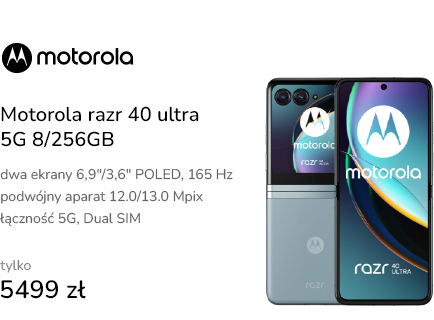 motorola
Motorola razr 40 ultra
5G 8/256GB
dwa ekrany 6,9"/3,6" POLED, 165 Hz
podwójny aparat 12.0/13.0 Mpix
łączność 5G, Dual SIM
tylko
5499 zł
motorola
razr 40 ULTRA
motorola
razr 40 ULTRA